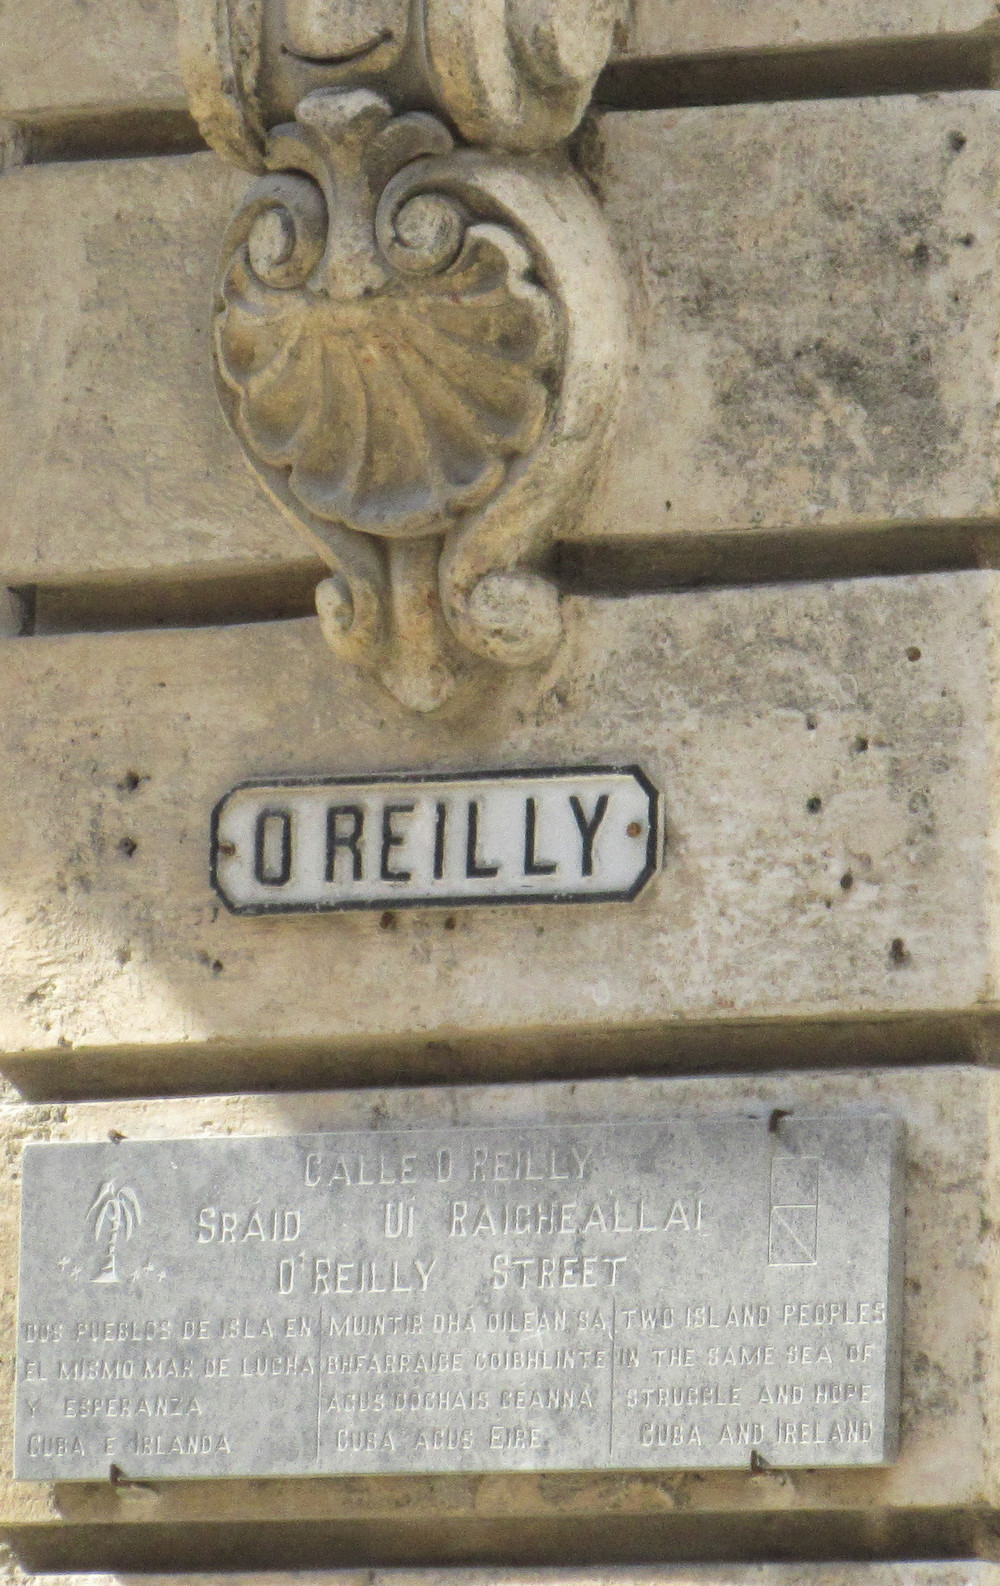 O REILLY
CALLE O REILLY
SRÁID UÍ RAIGHEALLAI
O'REILLY STREET
DOS PUEBLOS DE ISLA EN
EL MISMO MAR DE LUCHA
Y ESPERANZA
CUBA E IRLANDA
MUINTIR DHÁ OILEÁN SA
BHFARRAIGE COIBHLINTE
AGUS DÓCHAIS CEANNA
CUBA AGUS EIRE.
TWO ISLAND PEOPLES
IN THE SAME SEA OF
STRUGGLE AND HOPE
CUBA AND IRELAND